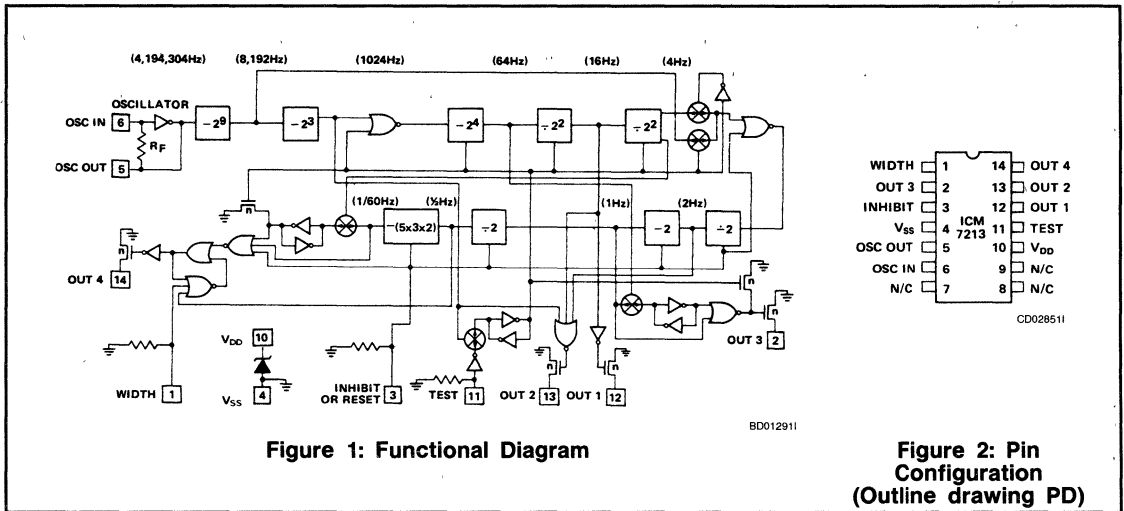 (4,194,304Hz) (8,192Hz) (1024Hz) (64Hz) (16Hz) (4Hz)
OSCILLATOR
OSC IN 6 −2⁹ −2³ −2⁴ ÷2² ÷2²
R_F
OSC OUT 5
(1/60Hz) (½Hz) (1Hz) (2Hz)
−(5x3x2) ÷2 −2 ÷2
n
n
OUT 4 14
n
n
OUT 3 2
V_DD 10
n
n
WIDTH 1
V_SS 4
INHIBIT OR RESET 3
TEST 11
OUT 2 13
OUT 1 12
BD01291I
Figure 1: Functional Diagram
WIDTH 1 14 OUT 4
OUT 3 2 13 OUT 2
INHIBIT 3 12 OUT 1
ICM
V_SS 4 7213 11 TEST
OSC OUT 5 10 V_DD
OSC IN 6 9 N/C
N/C 7 8 N/C
CD02851I
Figure 2: Pin
Configuration
(Outline drawing PD)